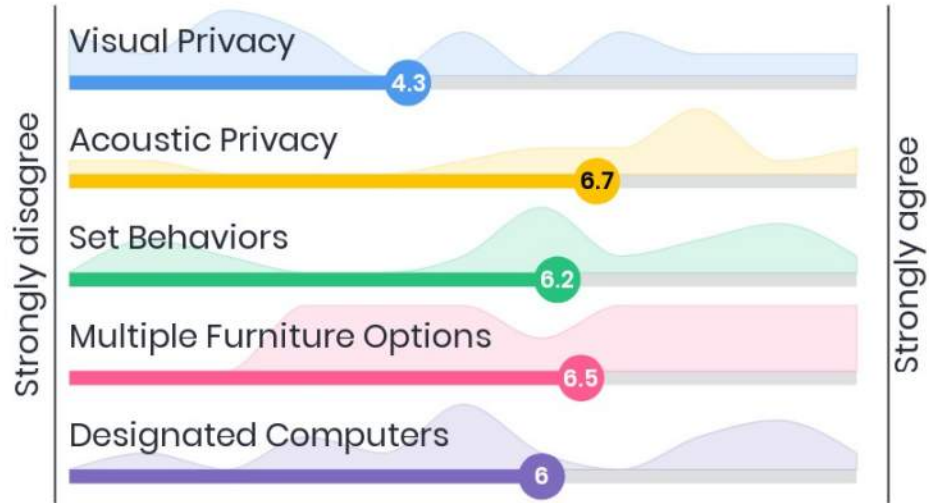 Visual Privacy
4.3
Acoustic Privacy
6.7
Set Behaviors
6.2
Multiple Furniture Options
6.5
Designated Computers
6
Strongly disagree
Strongly agree